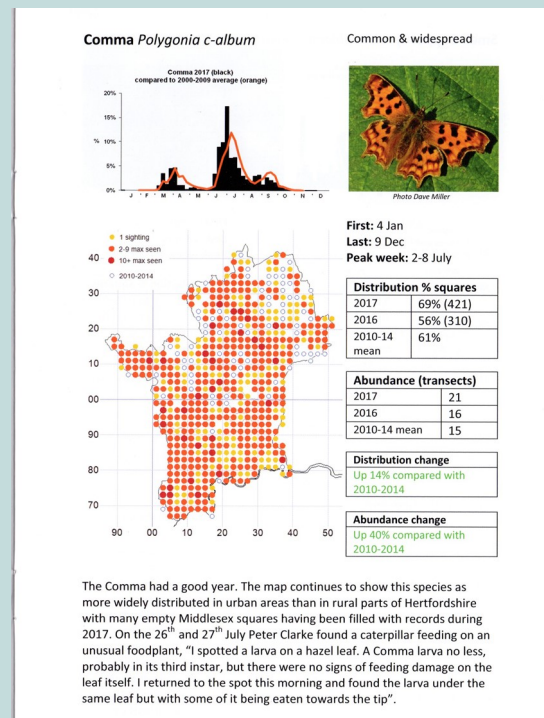 Comma Polygonia c-album
Common & widespread
Comma 2017 (black)
compared to 2000-2009 average (orange)
20%
15%
% 10%
5%
0%
J ' F ' M ' A ' M ' J ' J ' A ' S ' O ' N ' D
Photo Dave Miller
First: 4 Jan
Last: 9 Dec
Peak week: 2-8 July
1 sighting
2-9 max seen
10+ max seen
2010-2014
40
30
20
10
00
90
80
70
90 00 10 20 30 40 50
Distribution % squares
2017 69% (421)
2016 56% (310)
2010-14 61%
mean
Abundance (transects)
2017 21
2016 16
2010-14 mean 15
Distribution change
Up 14% compared with
2010-2014
Abundance change
Up 40% compared with
2010-2014
The Comma had a good year. The map continues to show this species as
more widely distributed in urban areas than in rural parts of Hertfordshire
with many empty Middlesex squares having been filled with records during
2017. On the 26th and 27th July Peter Clarke found a caterpillar feeding on an
unusual foodplant, “I spotted a larva on a hazel leaf. A Comma larva no less,
probably in its third instar, but there were no signs of feeding damage on the
leaf itself. I returned to the spot this morning and found the larva under the
same leaf but with some of it being eaten towards the tip”.